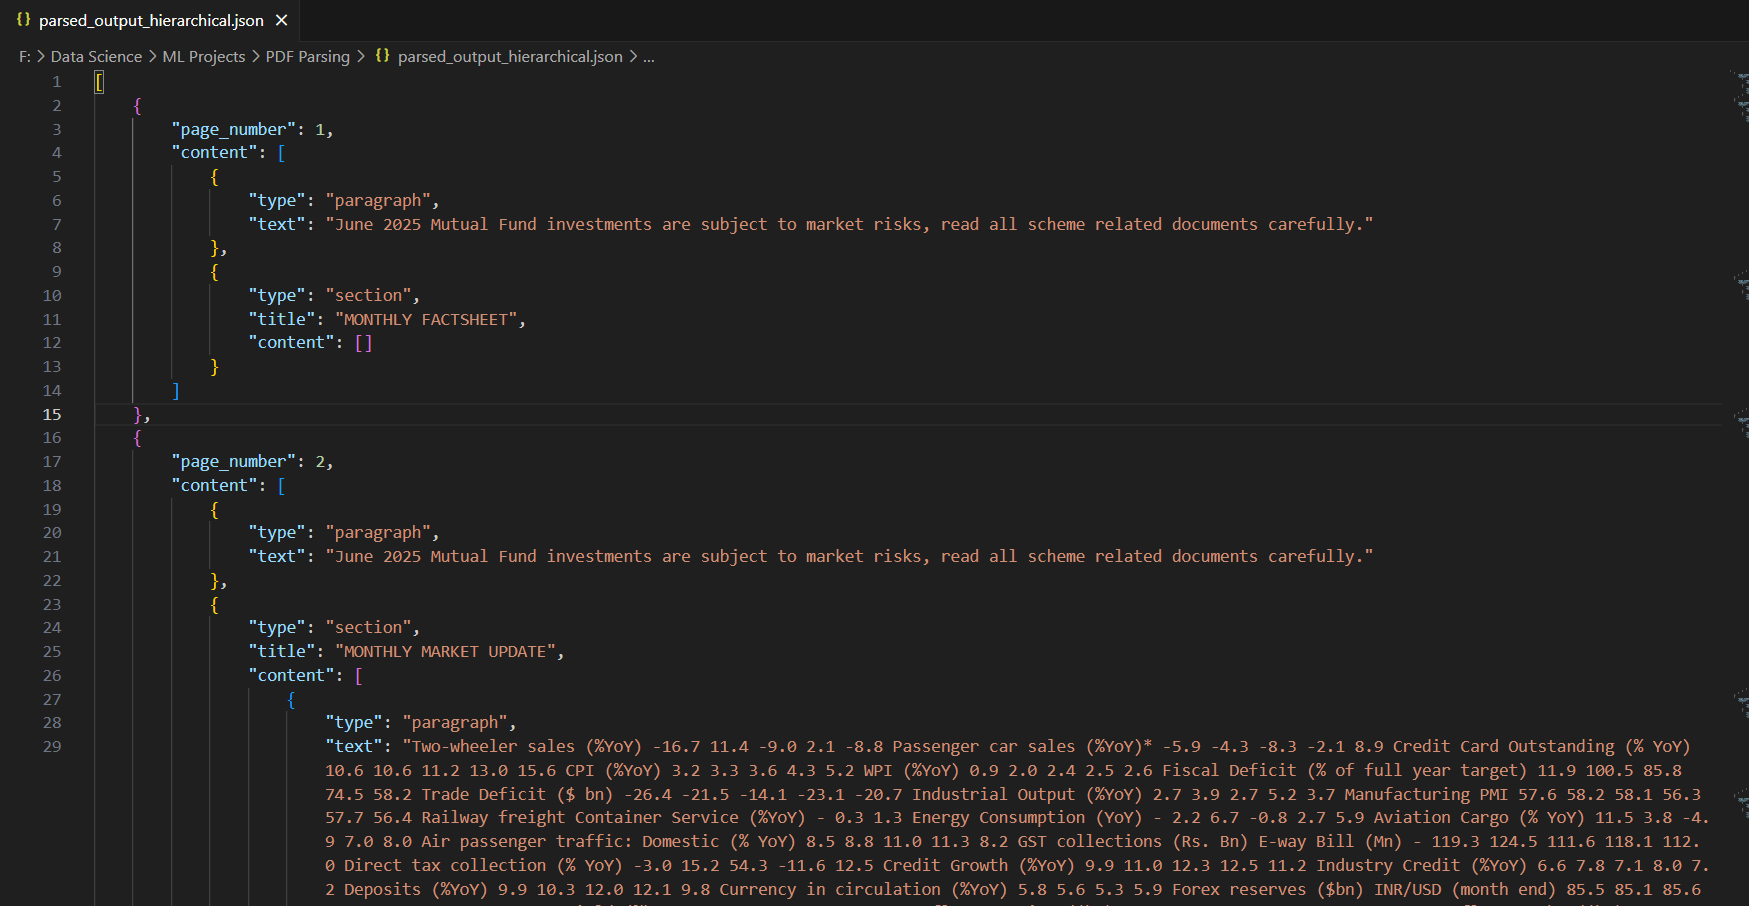 {} parsed_output_hierarchical.json ×
F: > Data Science > ML Projects > PDF Parsing > {} parsed_output_hierarchical.json > ...
1 [
2 {
3 "page_number": 1,
4 "content": [
5 {
6 "type": "paragraph",
7 "text": "June 2025 Mutual Fund investments are subject to market risks, read all scheme related documents carefully."
8 },
9 {
10 "type": "section",
11 "title": "MONTHLY FACTSHEET",
12 "content": []
13 }
14 ]
15 },
16 {
17 "page_number": 2,
18 "content": [
19 {
20 "type": "paragraph",
21 "text": "June 2025 Mutual Fund investments are subject to market risks, read all scheme related documents carefully."
22 },
23 {
24 "type": "section",
25 "title": "MONTHLY MARKET UPDATE",
26 "content": [
27 {
28 "type": "paragraph",
29 "text": "Two-wheeler sales (%YoY) -16.7 11.4 -9.0 2.1 -8.8 Passenger car sales (%YoY)* -5.9 -4.3 -8.3 -2.1 8.9 Credit Card Outstanding (% YoY)
10.6 10.6 11.2 13.0 15.6 CPI (%YoY) 3.2 3.3 3.6 4.3 5.2 WPI (%YoY) 0.9 2.0 2.4 2.5 2.6 Fiscal Deficit (% of full year target) 11.9 100.5 85.8
74.5 58.2 Trade Deficit ($ bn) -26.4 -21.5 -14.1 -23.1 -20.7 Industrial Output (%YoY) 2.7 3.9 2.7 5.2 3.7 Manufacturing PMI 57.6 58.2 58.1 56.3
57.7 56.4 Railway freight Container Service (%YoY) - 0.3 1.3 Energy Consumption (YoY) - 2.2 6.7 -0.8 2.7 5.9 Aviation Cargo (% YoY) 11.5 3.8 -4.
9 7.0 8.0 Air passenger traffic: Domestic (% YoY) 8.5 8.8 11.0 11.3 8.2 GST collections (Rs. Bn) E-way Bill (Mn) - 119.3 124.5 111.6 118.1 112.
0 Direct tax collection (% YoY) -3.0 15.2 54.3 -11.6 12.5 Credit Growth (%YoY) 9.9 11.0 12.3 12.5 11.2 Industry Credit (%YoY) 6.6 7.8 7.1 8.0 7.
2 Deposits (%YoY) 9.9 10.3 12.0 12.1 9.8 Currency in circulation (%YoY) 5.8 5.6 5.3 5.9 Forex reserves ($bn) INR/USD (month end) 85.5 85.1 85.6